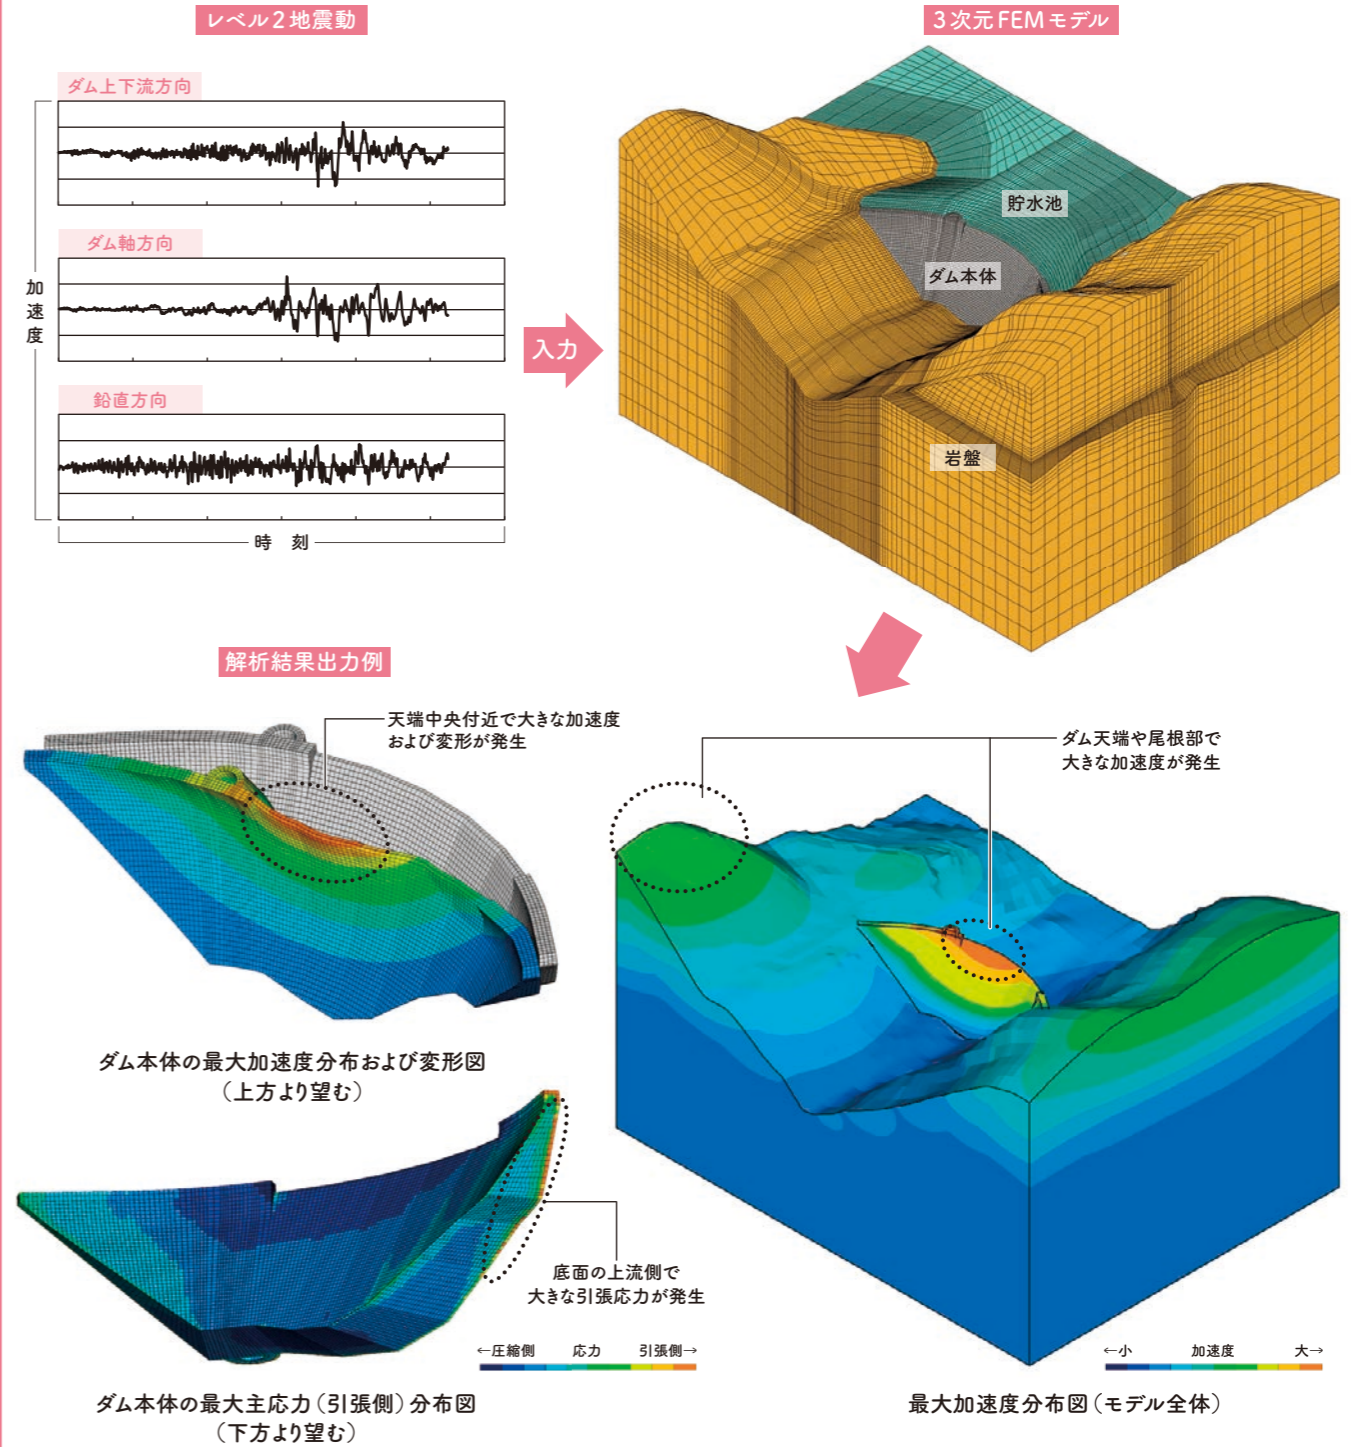 レベル2地震動
ダム上下流方向
ダム軸方向
鉛直方向
加速度
時 刻
入力
3次元FEMモデル
貯水池
ダム本体
岩盤
解析結果出力例
天端中央付近で大きな加速度
および変形が発生
ダム本体の最大加速度分布および変形図
(上方より望む)
底面の上流側で
大きな引張応力が発生
←圧縮側 応力 引張側→
ダム本体の最大主応力(引張側)分布図
(下方より望む)
ダム天端や尾根部で
大きな加速度が発生
←小 加速度 大→
最大加速度分布図(モデル全体)